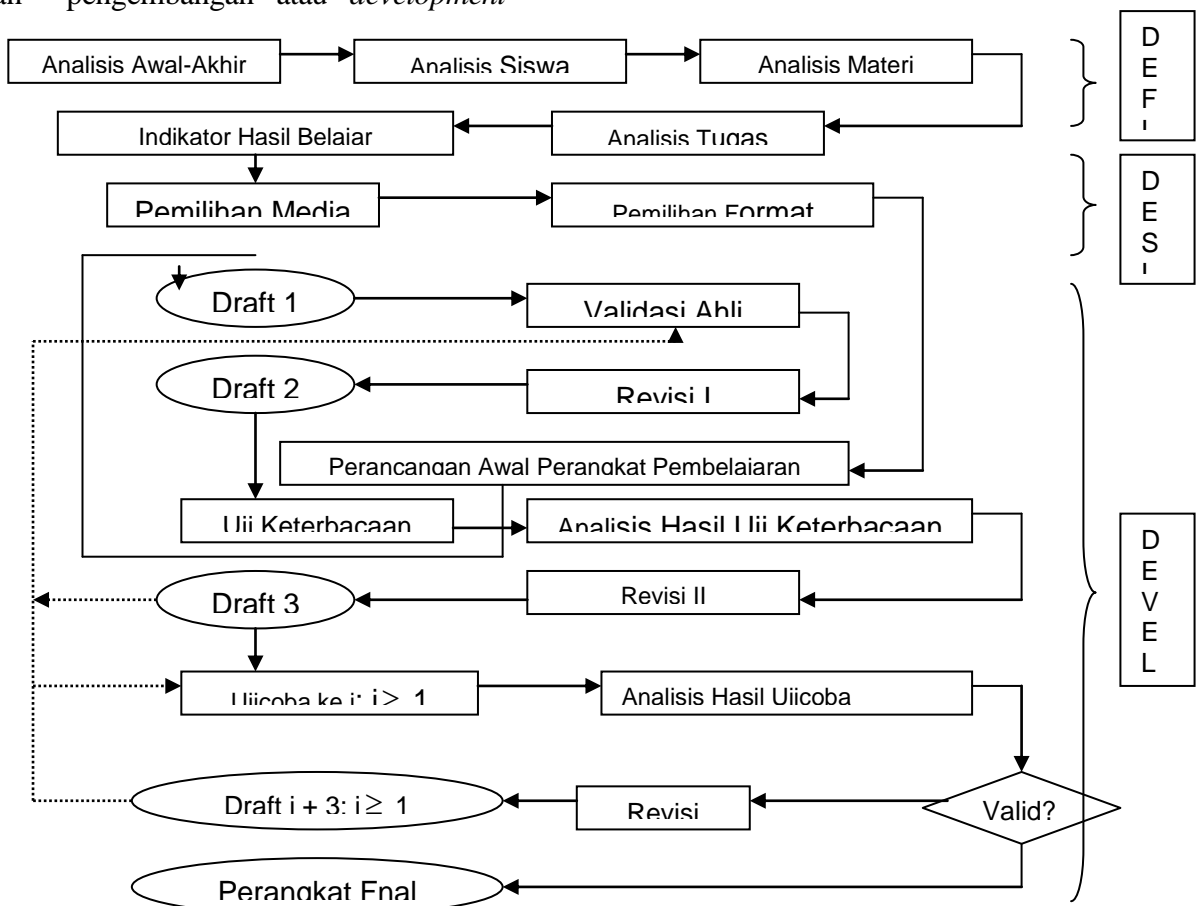 pengembangan atau development
Analisis Awal-Akhir
Analisis Siswa
Analisis Materi
D
E
F
Indikator Hasil Belajar
Analisis Tugas
Pemilihan Media
Pemilihan Format
D
E
S
Draft 1
Validasi Ahli
Draft 2
Revisi I
Perancangan Awal Perangkat Pembelajaran
Uji Keterbacaan
Analisis Hasil Uji Keterbacaan
Draft 3
Revisi II
D
E
V
E
L
Ujicoba ke i: i ≥ 1
Analisis Hasil Ujicoba
Draft i + 3: i ≥ 1
Revisi
Valid?
Perangkat Fnal